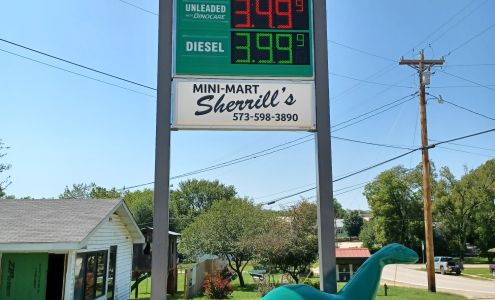 UNLEADED
WITH DINOCARE
3.49 9
DIESEL
3.99 9
MINI-MART
Sherrill's
573-598-3890